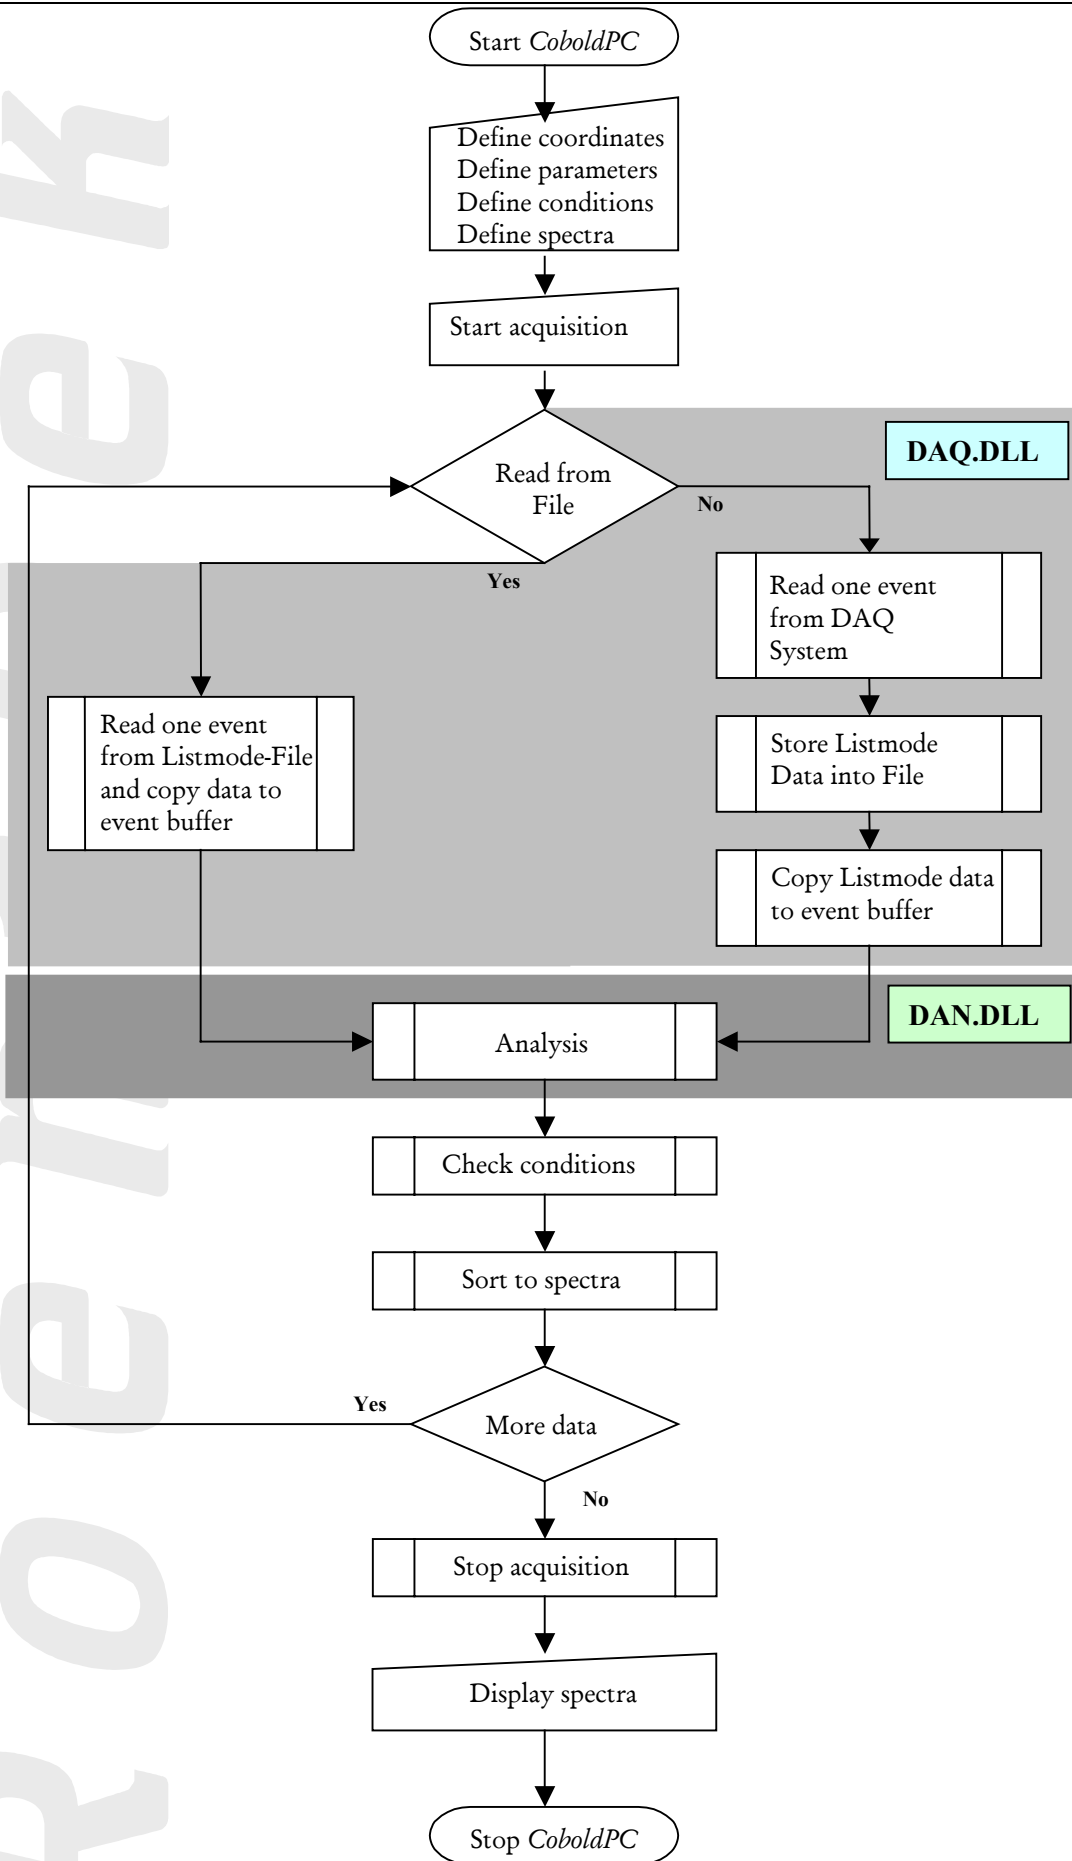 Start CoboldPC
Define coordinates
Define parameters
Define conditions
Define spectra
Start acquisition
DAQ.DLL
Read from
File
No
Yes
Read one event
from DAQ
System
Read one event
from Listmode-File
and copy data to
event buffer
Store Listmode
Data into File
Copy Listmode data
to event buffer
DAN.DLL
Analysis
Check conditions
Sort to spectra
Yes
More data
No
Stop acquisition
Display spectra
Stop CoboldPC